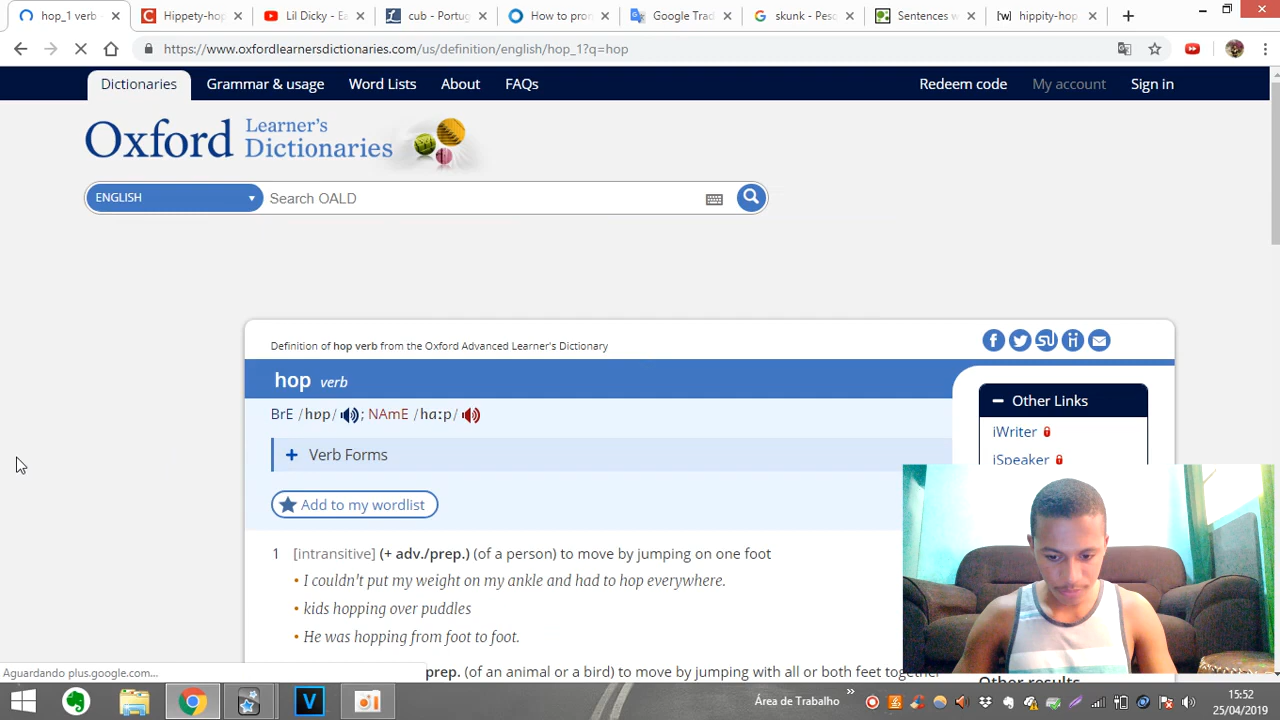 hop_1 verb -
Hippety-hop
Lil Dicky - Ea
cub - Portug
How to pron
Google Trad
skunk - Pesq
Sentences w
[w] hippity-hop
https://www.oxfordlearnersdictionaries.com/us/definition/english/hop_1?q=hop
Dictionaries Grammar & usage Word Lists About FAQs Redeem code My account Sign in
Oxford Learner's Dictionaries
ENGLISH Search OALD
Definition of hop verb from the Oxford Advanced Learner's Dictionary
hop verb
BrE /hɒp/ ; NAmE /hɑːp/
+ Verb Forms
Add to my wordlist
Other Links
iWriter
iSpeaker
1 [intransitive] (+ adv./prep.) (of a person) to move by jumping on one foot
• I couldn't put my weight on my ankle and had to hop everywhere.
• kids hopping over puddles
• He was hopping from foot to foot.
prep. (of an animal or a bird) to move by jumping with all or both feet together
Other results
Aguardando plus.google.com...
Área de Trabalho
15:52
25/04/2019